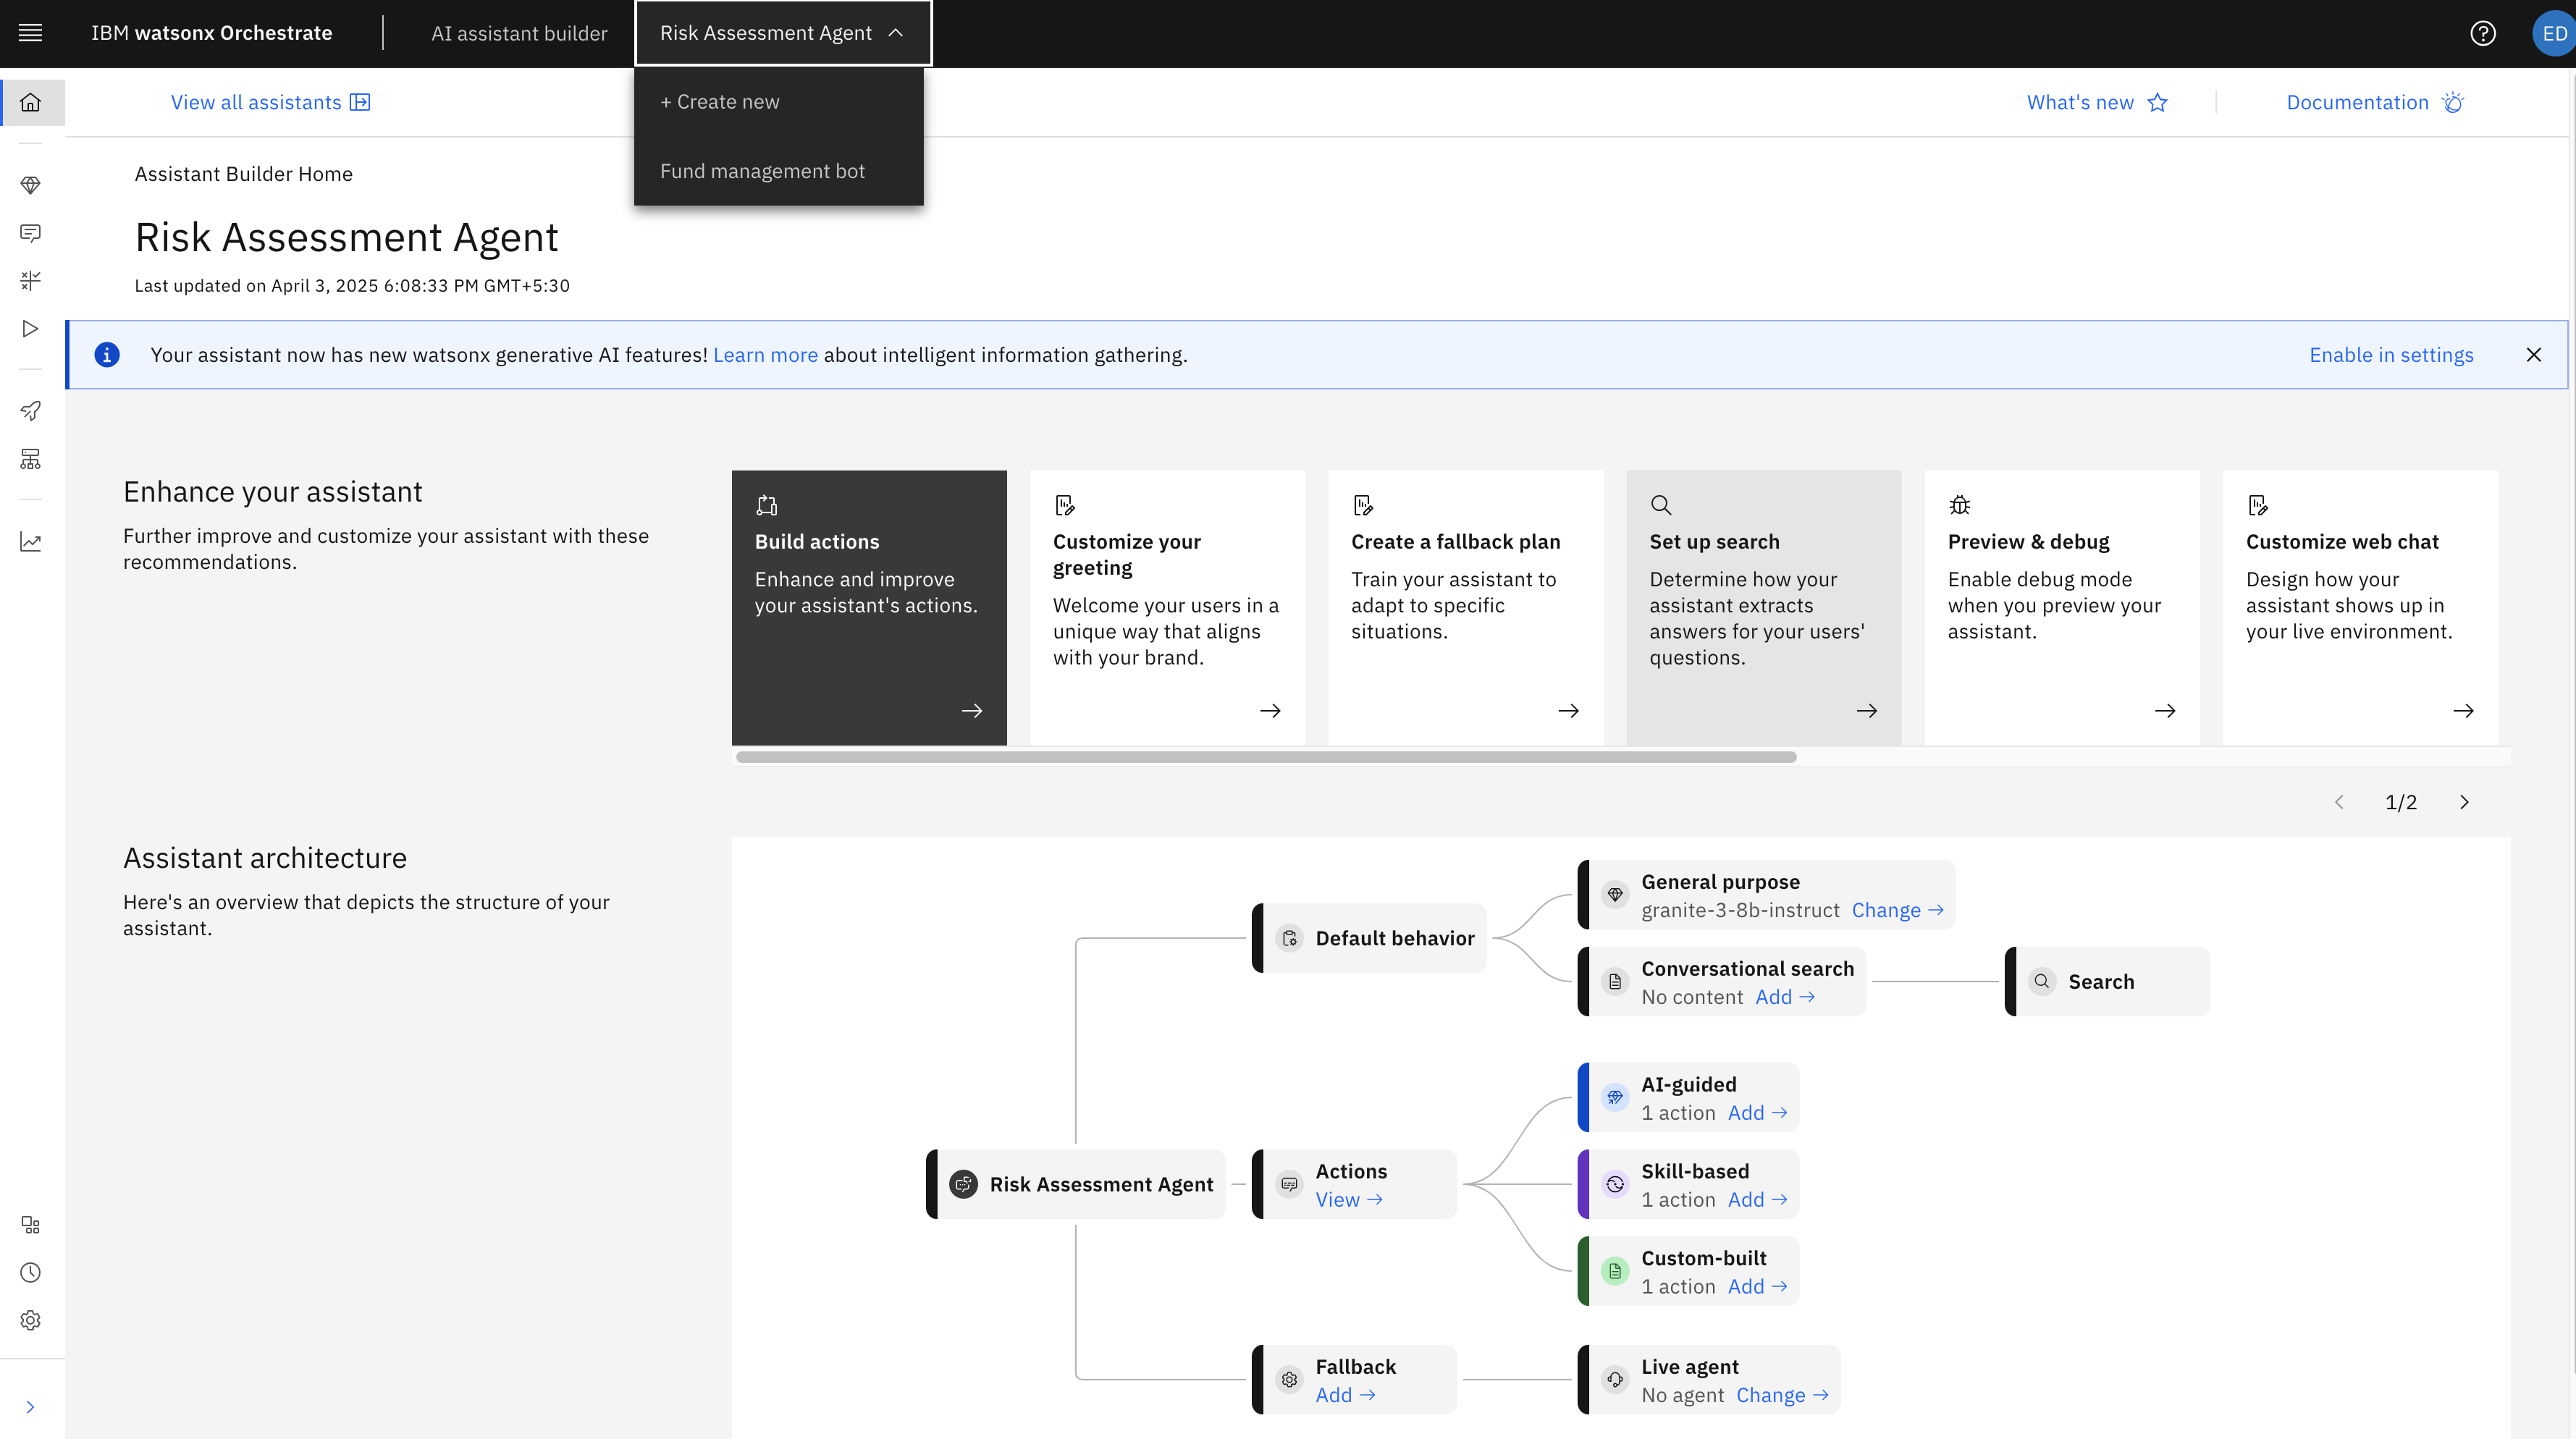 IBM watsonx Orchestrate
AI assistant builder
Risk Assessment Agent
ED
View all assistants
+ Create new
Fund management bot
What's new
Documentation
Assistant Builder Home
Risk Assessment Agent
Last updated on April 3, 2025 6:08:33 PM GMT+5:30
Your assistant now has new watsonx generative AI features! Learn more about intelligent information gathering.
Enable in settings
Enhance your assistant
Further improve and customize your assistant with these
recommendations.
Build actions
Enhance and improve
your assistant's actions.
Customize your
greeting
Welcome your users in a
unique way that aligns
with your brand.
Create a fallback plan
Train your assistant to
adapt to specific
situations.
Set up search
Determine how your
assistant extracts
answers for your users'
questions.
Preview & debug
Enable debug mode
when you preview your
assistant.
Customize web chat
Design how your
assistant shows up in
your live environment.
1/2
Assistant architecture
Here's an overview that depicts the structure of your
assistant.
Default behavior
General purpose
granite-3-8b-instruct Change →
Conversational search
No content Add →
Search
Risk Assessment Agent
Actions
View →
AI-guided
1 action Add →
Skill-based
1 action Add →
Custom-built
1 action Add →
Fallback
Add →
Live agent
No agent Change →